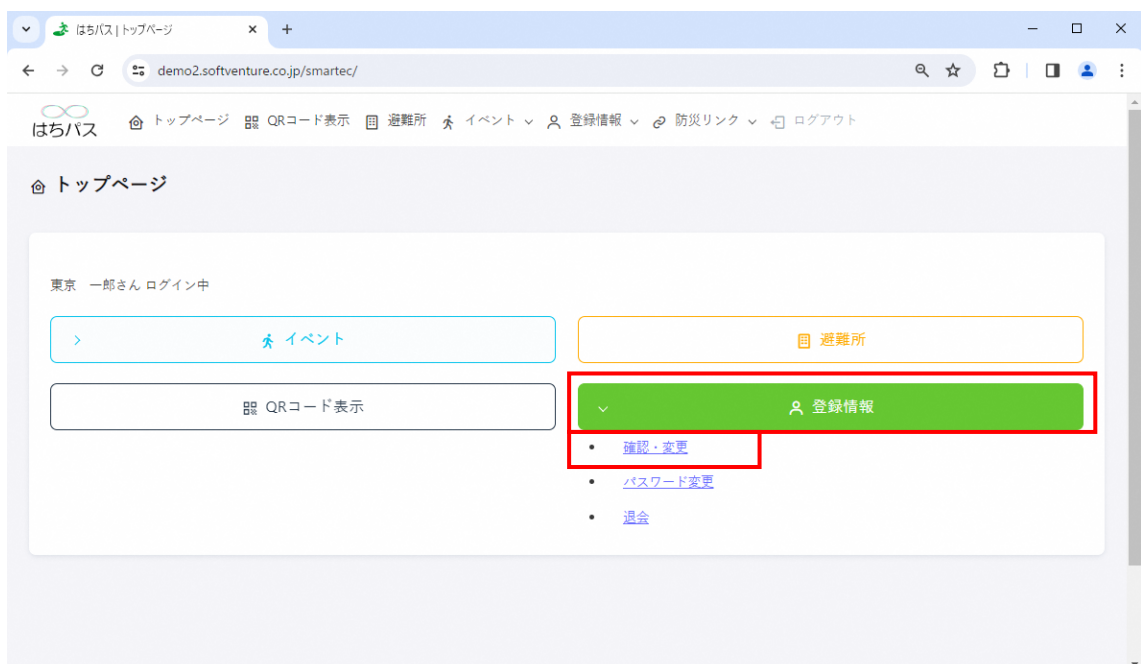 はちパス | トップページ
demo2.softventure.co.jp/smartec/
はちパス トップページ QRコード表示 避難所 イベント 登録情報 防災リンク ログアウト
トップページ
東京　一郎さん ログイン中
イベント 避難所
QRコード表示 登録情報
• 確認・変更
• パスワード変更
• 退会